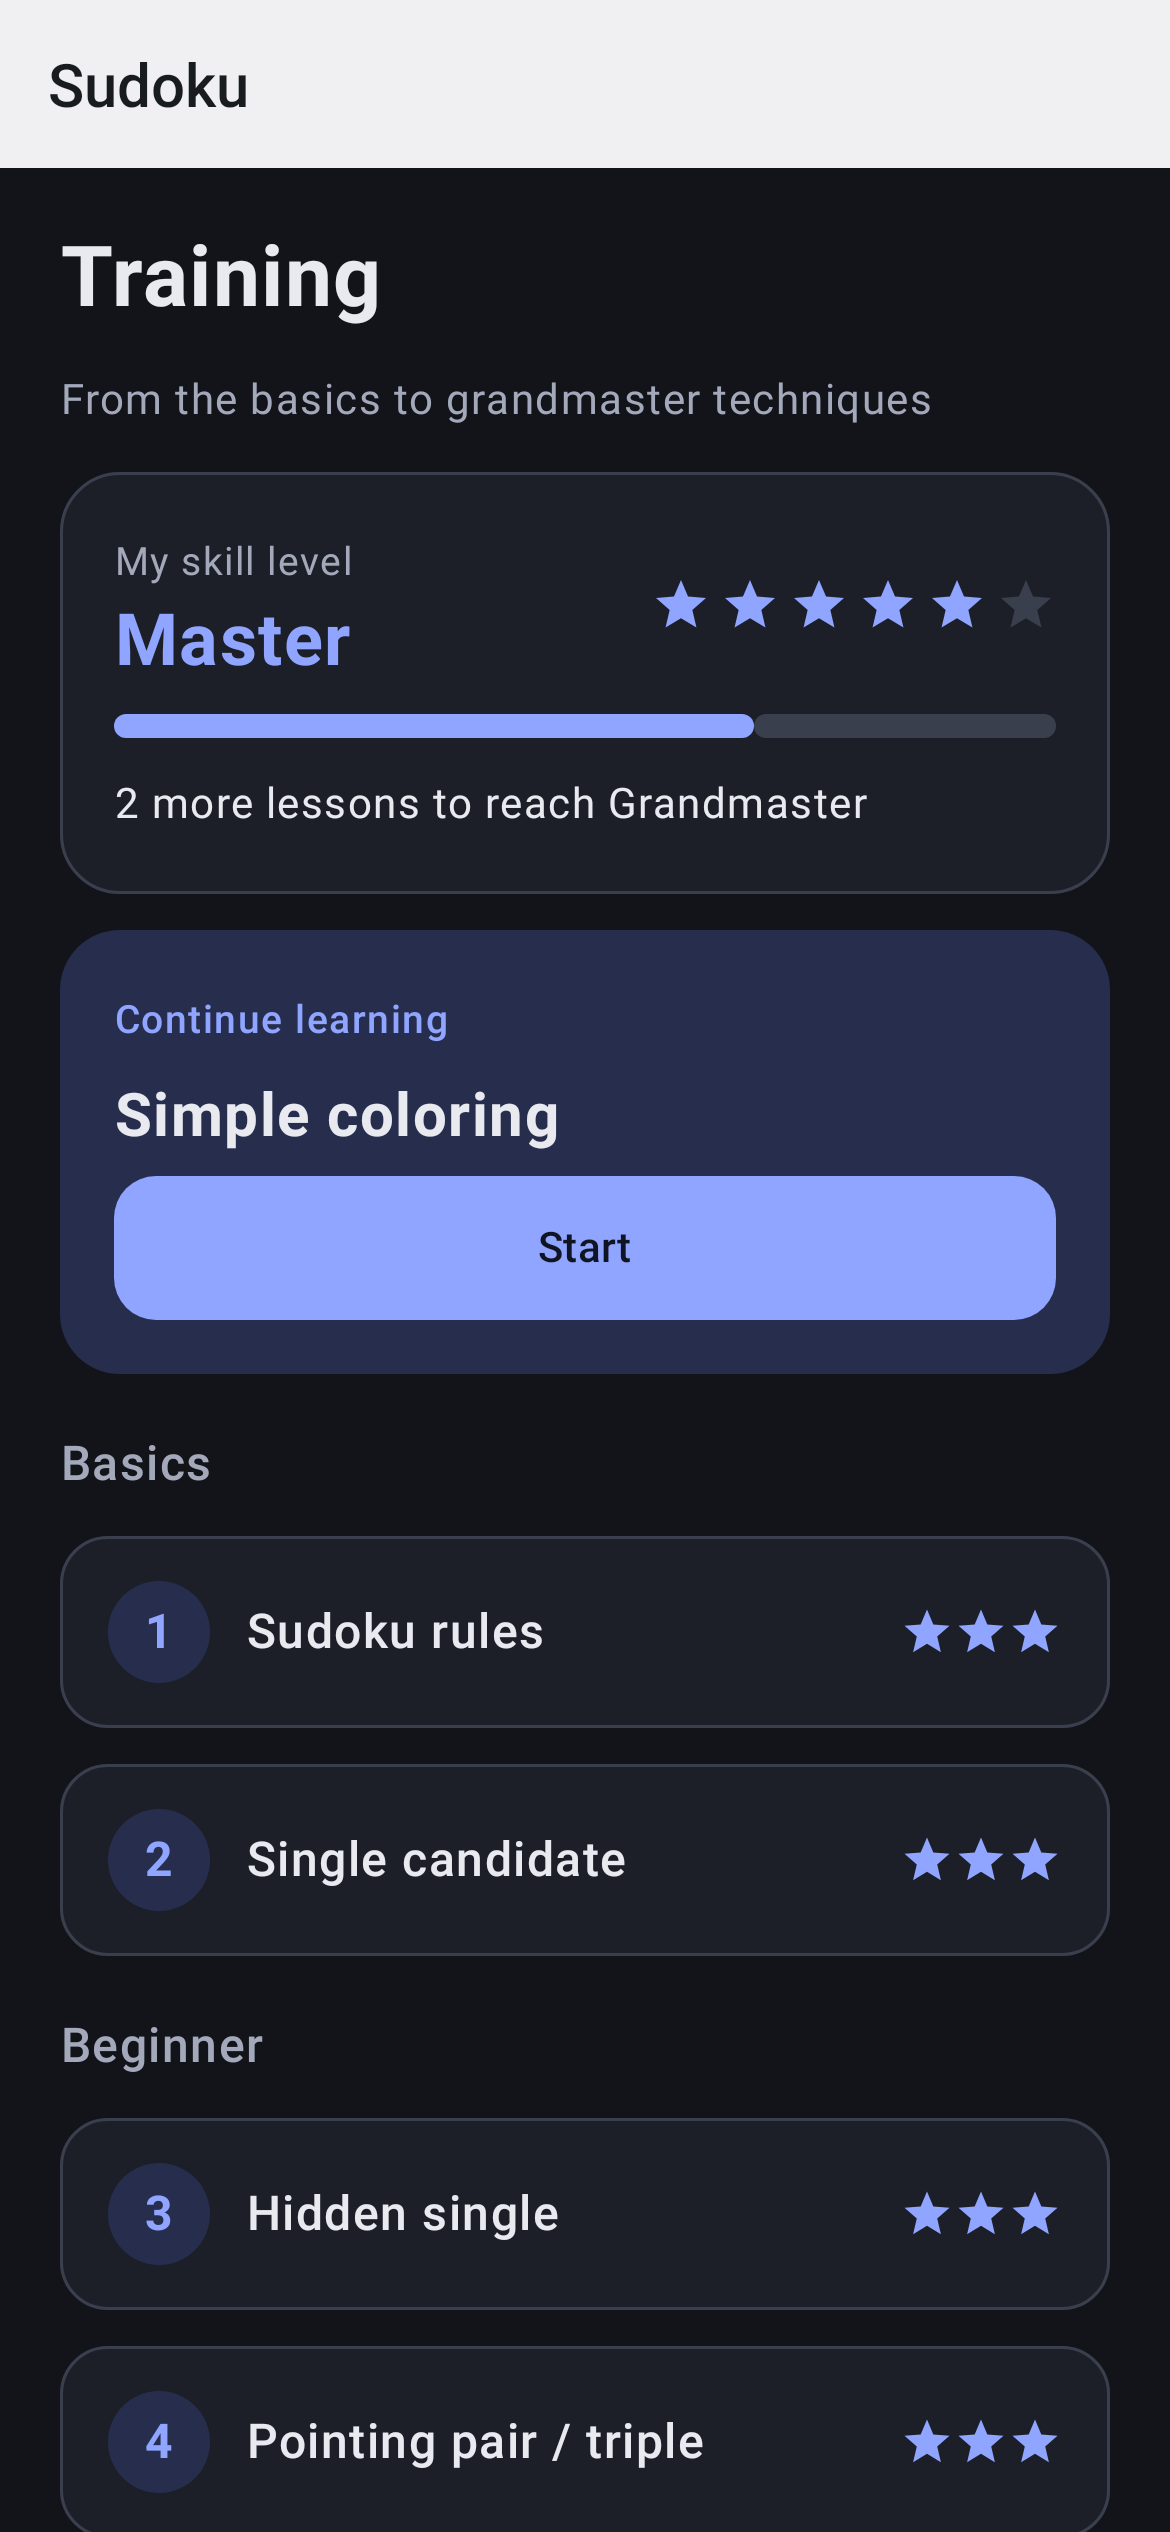 Sudoku
Training
From the basics to grandmaster techniques
My skill level
Master
2 more lessons to reach Grandmaster
Continue learning
Simple coloring
Start
Basics
1 Sudoku rules
2 Single candidate
Beginner
3 Hidden single
4 Pointing pair / triple